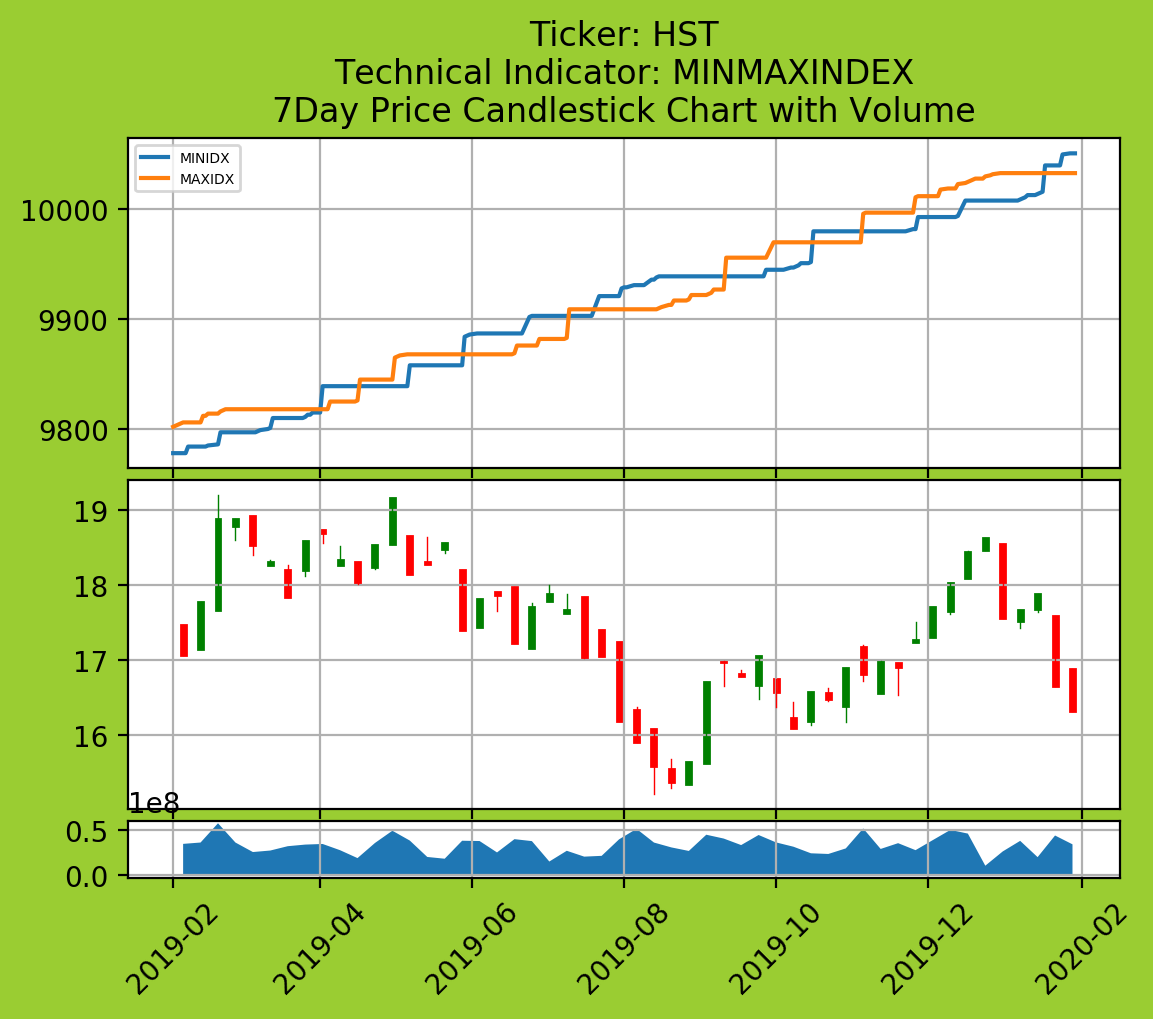 Ticker: HST
Technical Indicator: MINMAXINDEX
7Day Price Candlestick Chart with Volume
MINIDX
MAXIDX
10000
9900
9800
19
18
17
16
1e8
0.5
0.0
2019-02
2019-04
2019-06
2019-08
2019-10
2019-12
2020-02